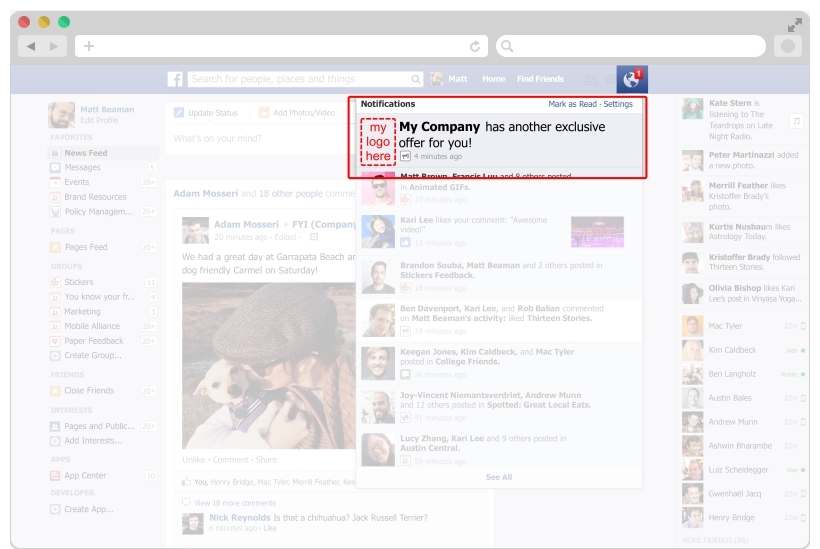 Search for people, places and things
Matt
Home
Find Friends
1
Matt Beaman
Edit Profile
FAVORITES
News Feed
Messages 5
Events 20+
Brand Resources
Policy Managem... 20+
PAGES
Pages Feed 20+
GROUPS
Stickers 11
You know your fr... 4
Marketing 3
Mobile Alliance 20+
Paper Feedback 20+
Create Group...
FRIENDS
Close Friends 20+
INTERESTS
Pages and Public... 20+
Add Interests...
APPS
App Center 10
DEVELOPER
Create App...
Update Status
Add Photos/Video
What's on your mind?
Adam Mosseri and 18 other people comme
Adam Mosseri ▸ FYI (Company
20 minutes ago · Edited ·
We had a great day at Garrapata Beach an
dog friendly Carmel on Saturday!
Unlike · Comment · Share
You, Henry Bridge, Mac Tyler, Merrill Feather, Kee
View 18 more comments
Nick Reynolds Is that a chihuahua? Jack Russell Terrier?
6 minutes ago · Like
Notifications
Mark as Read · Settings
my
logo
here
My Company has another exclusive
offer for you!
4 minutes ago
Matt Brown, Francis Luu and 8 others posted
in Animated GIFs.
10 minutes ago
Kari Lee likes your comment: "Awesome
video!"
13 minutes ago
Brandon Souba, Matt Beaman and 2 others posted in
Stickers Feedback.
15 minutes ago
Ben Davenport, Kari Lee, and Rob Balian commented
on Matt Beaman's activity: liked Thirteen Stories.
19 minutes ago
Keegan Jones, Kim Caldbeck, and Mac Tyler
posted in College Friends.
36 minutes ago
Joy-Vincent Niemantsverdriet, Andrew Munn
and 12 others posted in Spotted: Great Local Eats.
42 minutes ago
Lucy Zhang, Kari Lee and 9 others posted in
Austin Central.
59 minutes ago
See All
Kate Stern is
listening to The
Teardrops on Late
Night Radio.
Peter Martinazzi added
a new photo.
Merrill Feather likes
Kristoffer Brady's
photo.
Kurtis Nusbaum likes
Astrology Today.
Kristoffer Brady followed
Thirteen Stories.
Olivia Bishop likes Kari
Lee's post in Vinyasa Yoga...
Mac Tyler 22m
Kim Caldbeck Web
Ben Langholz Mobile
Austin Bales 22m
Andrew Munn 22m
Ashwin Bharambe 22m
Luiz Scheidegger Web
Gwenhaël Jacq 2m
Henry Bridge 22m
MORE FRIENDS (86)